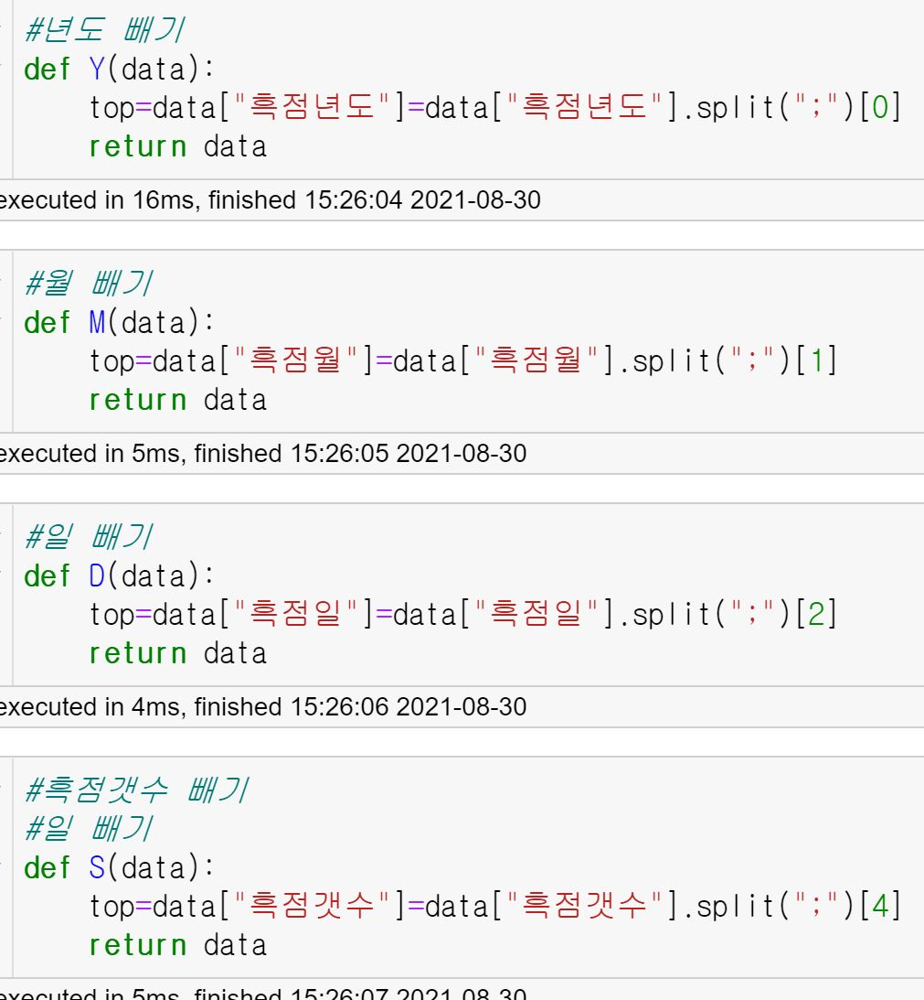 #년도 빼기
def Y(data):
    top=data["흑점년도"]=data["흑점년도"].split(";")[0]
    return data
executed in 16ms, finished 15:26:04 2021-08-30
#월 빼기
def M(data):
    top=data["흑점월"]=data["흑점월"].split(";")[1]
    return data
executed in 5ms, finished 15:26:05 2021-08-30
#일 빼기
def D(data):
    top=data["흑점일"]=data["흑점일"].split(";")[2]
    return data
executed in 4ms, finished 15:26:06 2021-08-30
#흑점갯수 빼기
#일 빼기
def S(data):
    top=data["흑점갯수"]=data["흑점갯수"].split(";")[4]
    return data
executed in 5ms, finished 15:26:07 2021-08-30